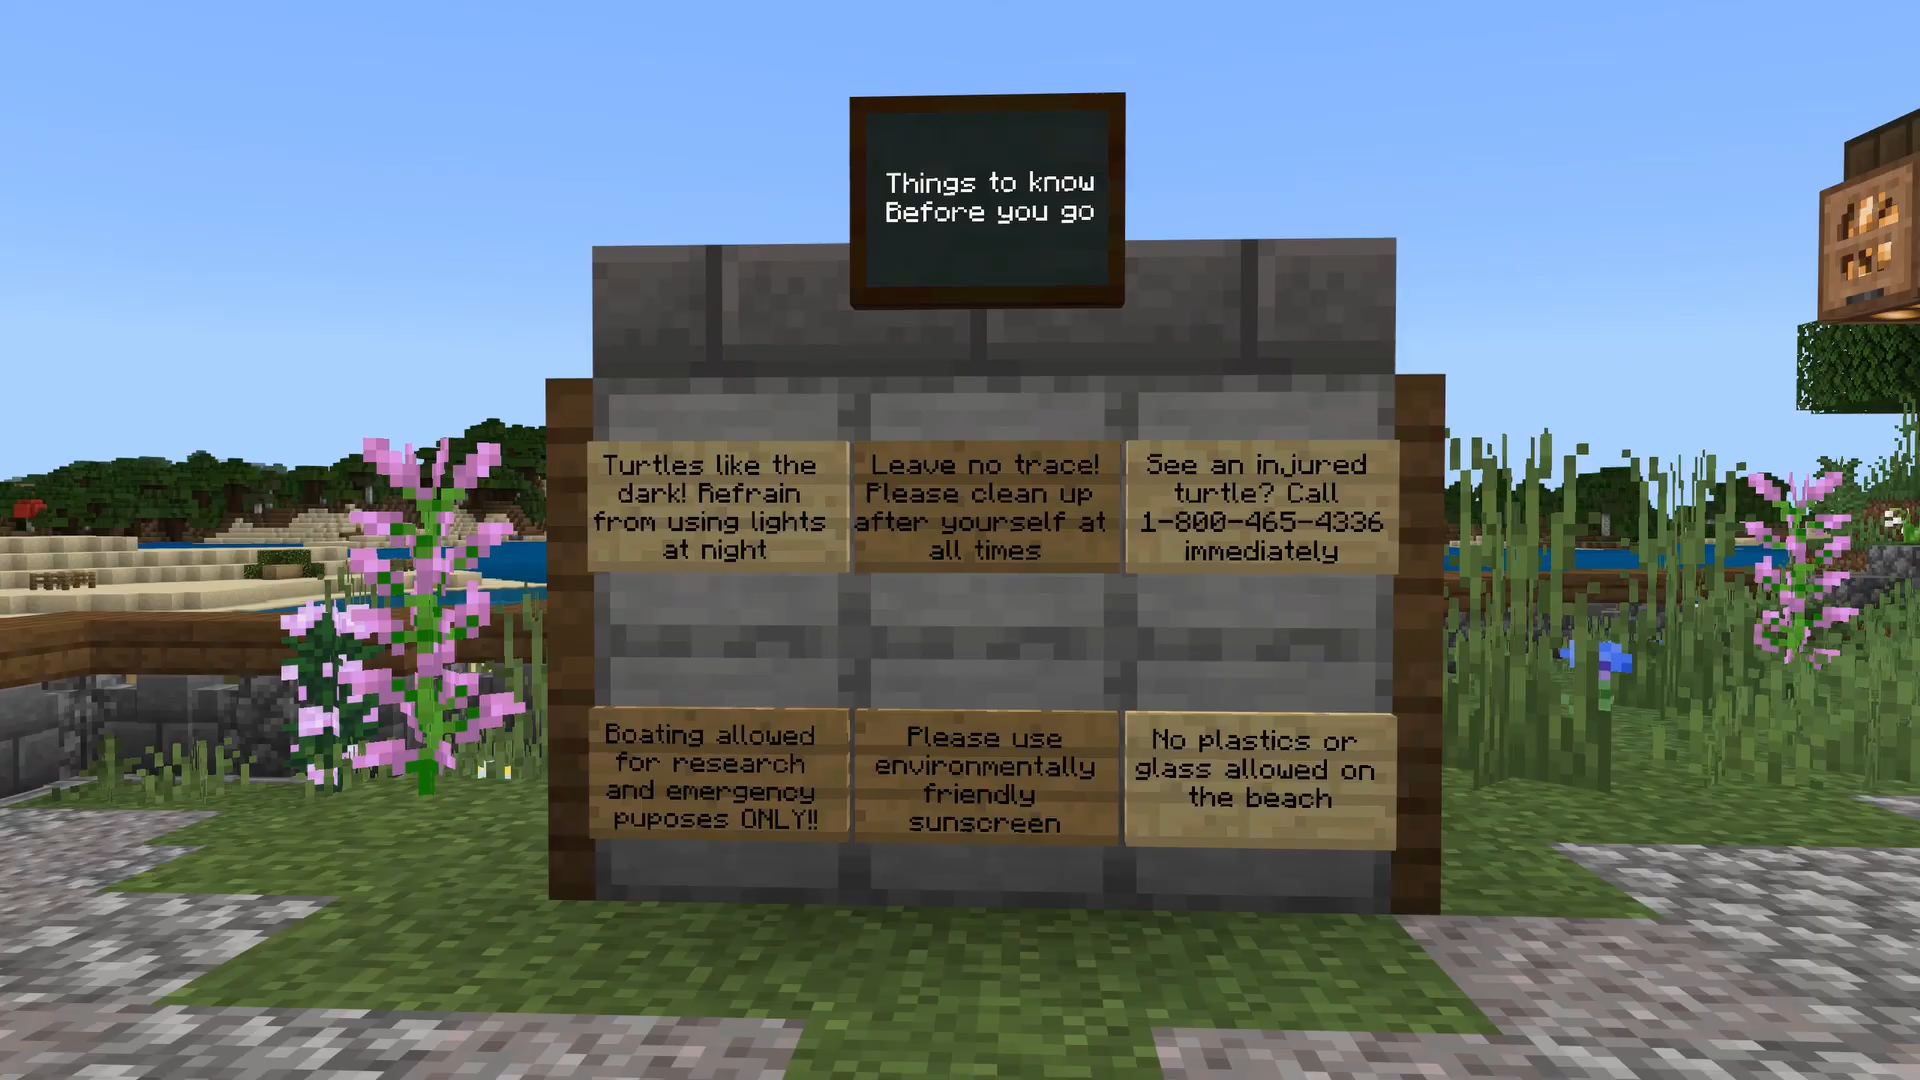 Things to know
Before you go
Turtles like the
dark! Refrain
from using lights
at night
Leave no trace!
Please clean up
after yourself at
all times
See an injured
turtle? Call
1-800-465-4336
immediately
Boating allowed
for research
and emergency
puposes ONLY!!
Please use
environmentally
friendly
sunscreen
No plastics or
glass allowed on
the beach